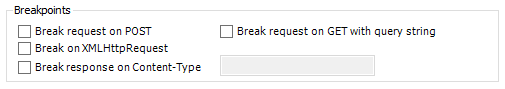 Breakpoints
Break request on POST
Break request on GET with query string
Break on XMLHttpRequest
Break response on Content-Type